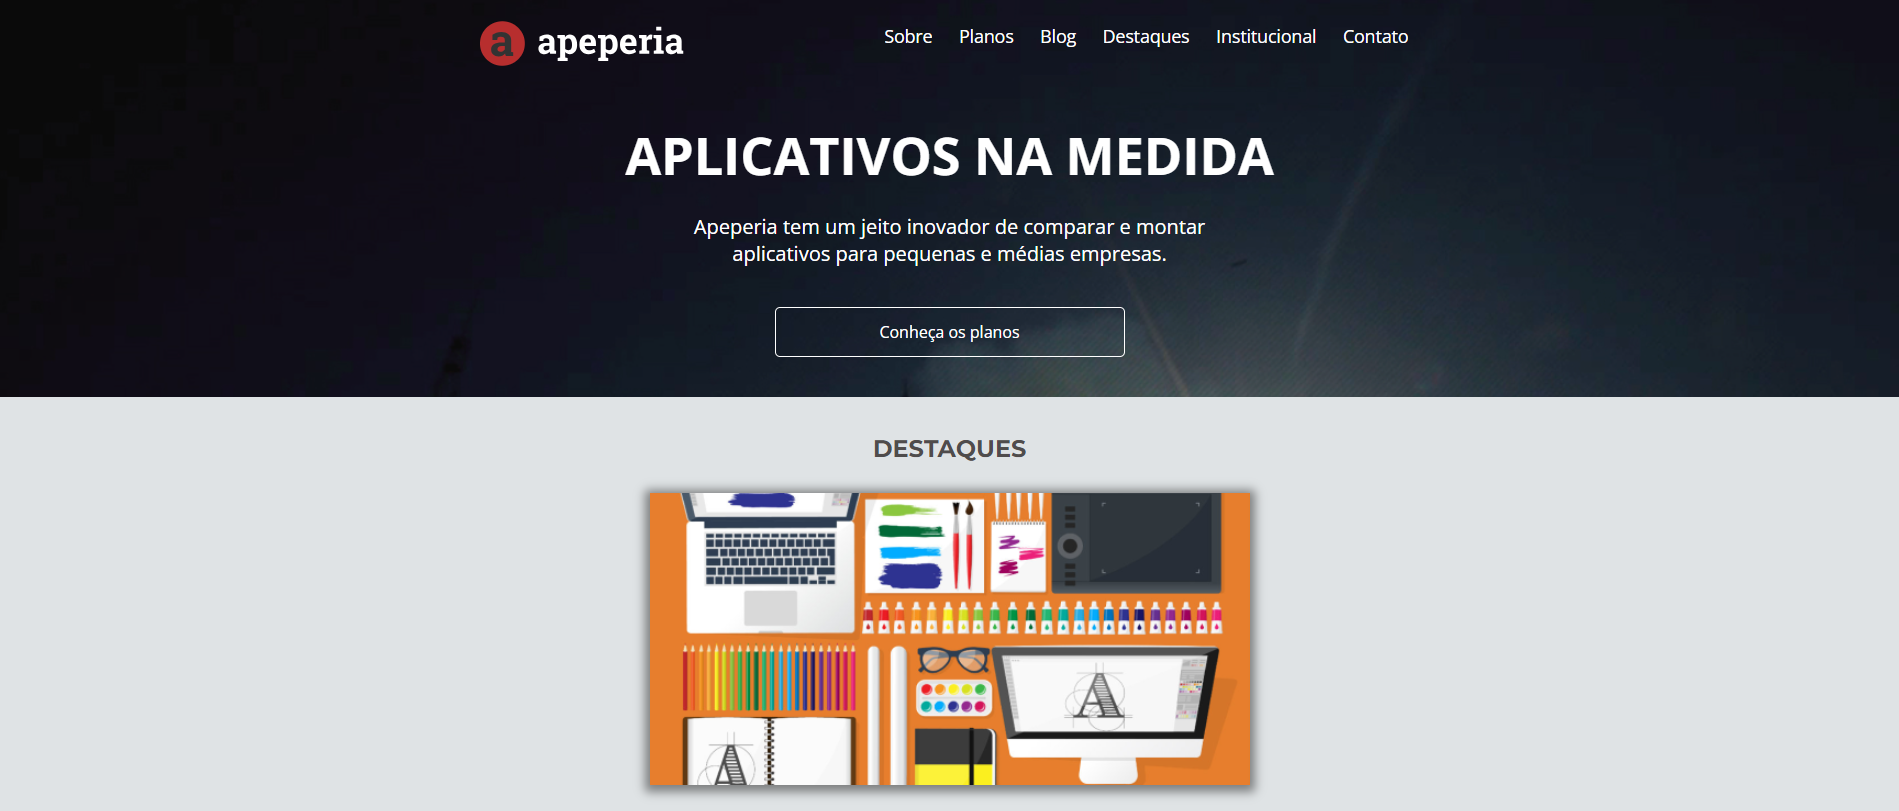 a apeperia
Sobre Planos Blog Destaques Institucional Contato
APLICATIVOS NA MEDIDA
Apeperia tem um jeito inovador de comparar e montar
aplicativos para pequenas e médias empresas.
Conheça os planos
DESTAQUES
A
A